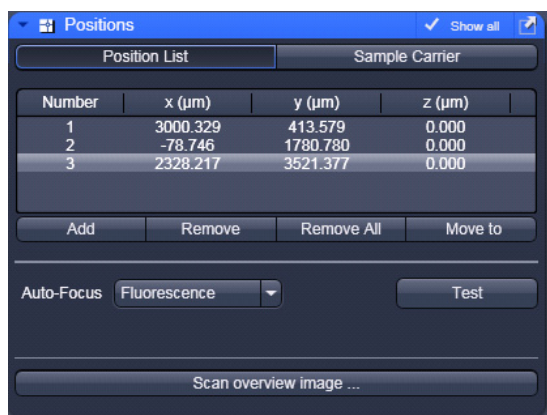 Positions Show all
Position List Sample Carrier
Number x (µm) y (µm) z (µm)
1 3000.329 413.579 0.000
2 -78.746 1780.780 0.000
3 2328.217 3521.377 0.000
Add Remove Remove All Move to
Auto-Focus Fluorescence Test
Scan overview image ...